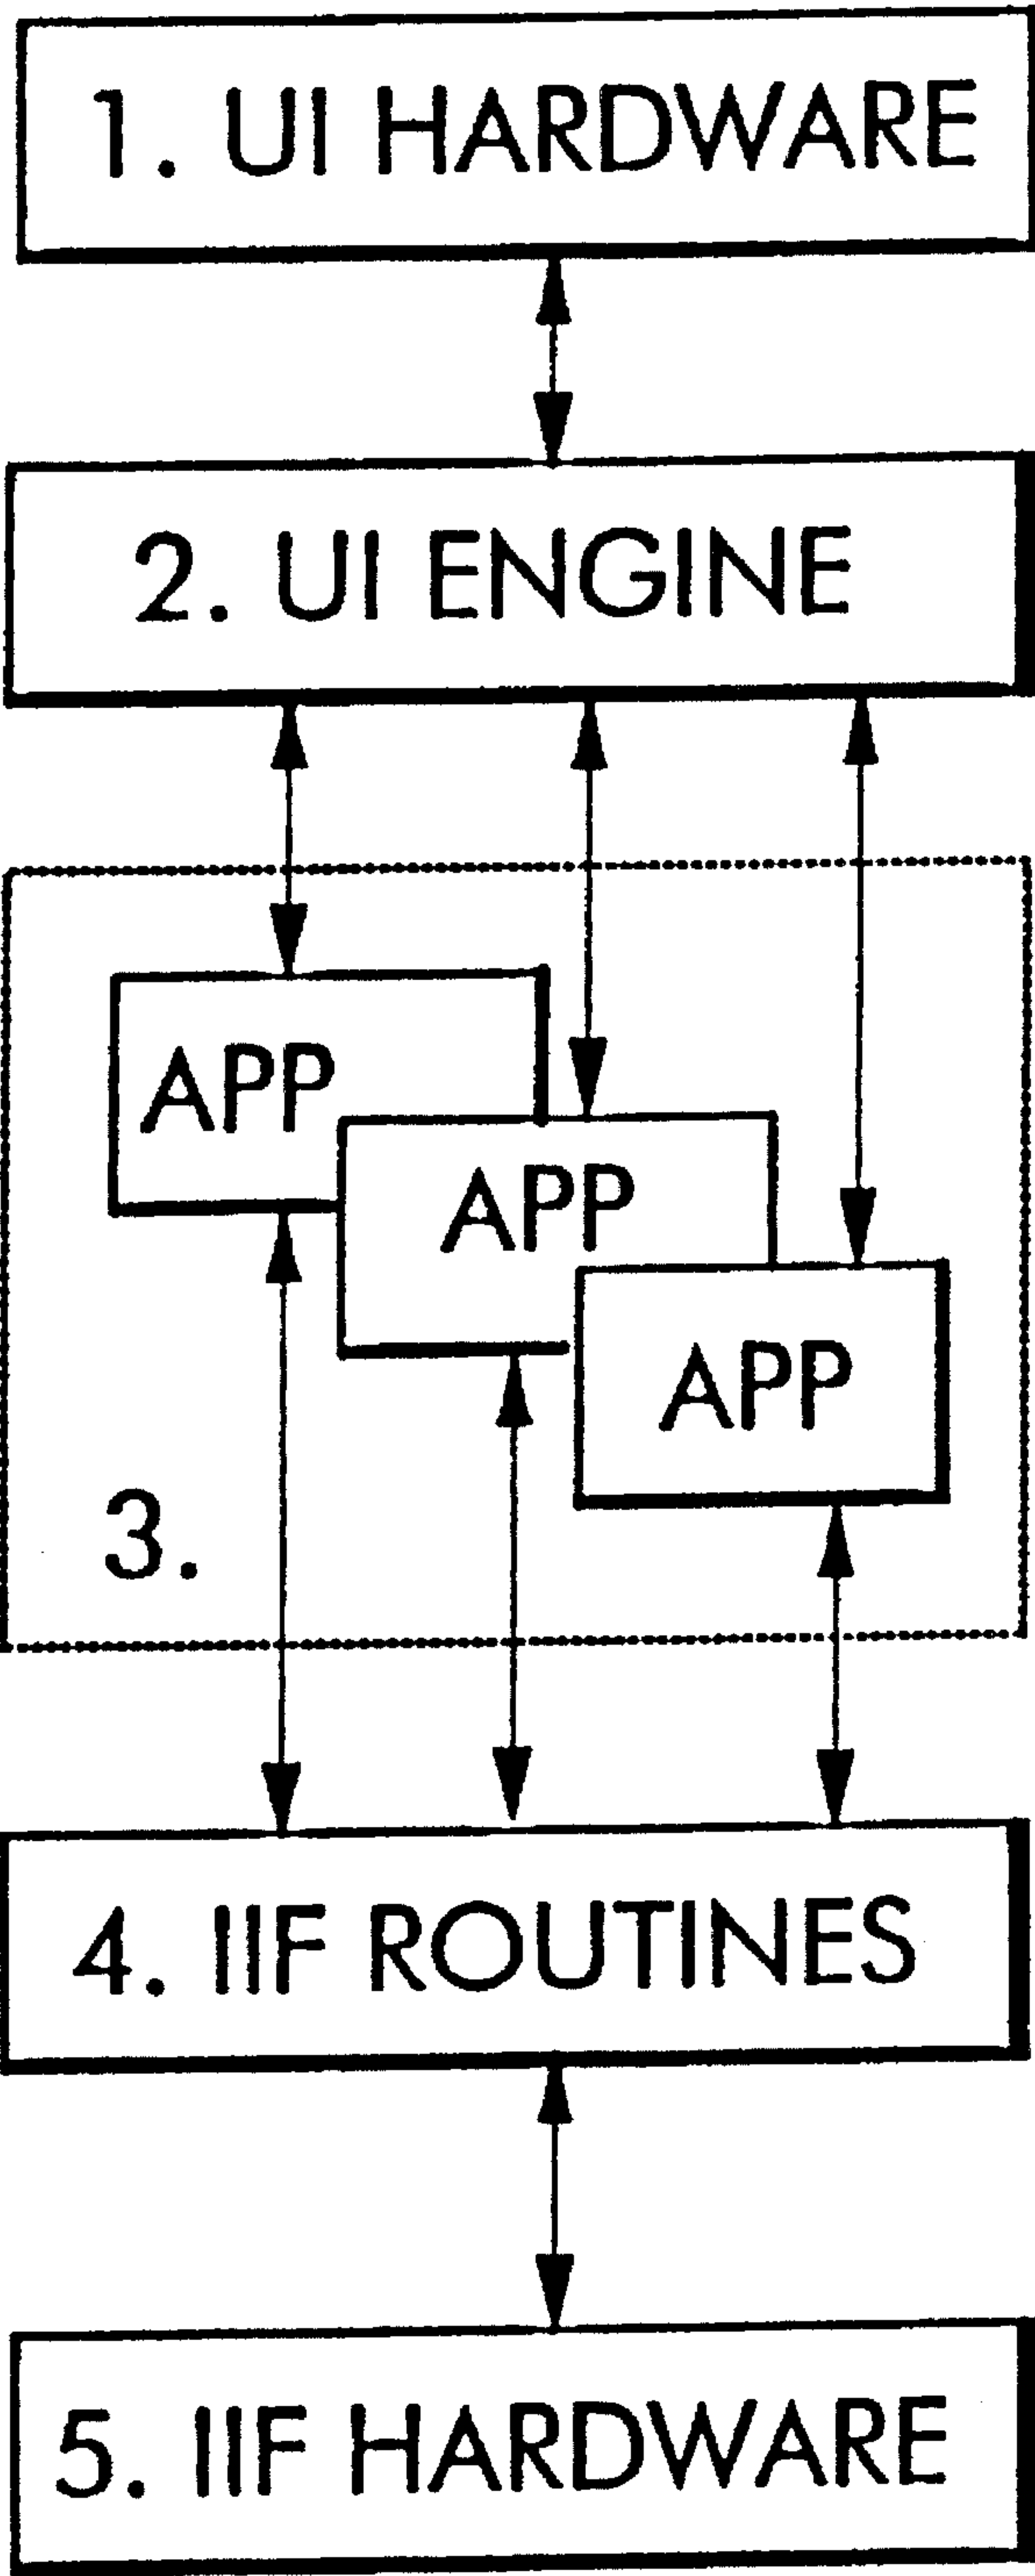 1. UI HARDWARE
2. UI ENGINE
APP
APP
APP
3.
4. IIF ROUTINES
5. IIF HARDWARE